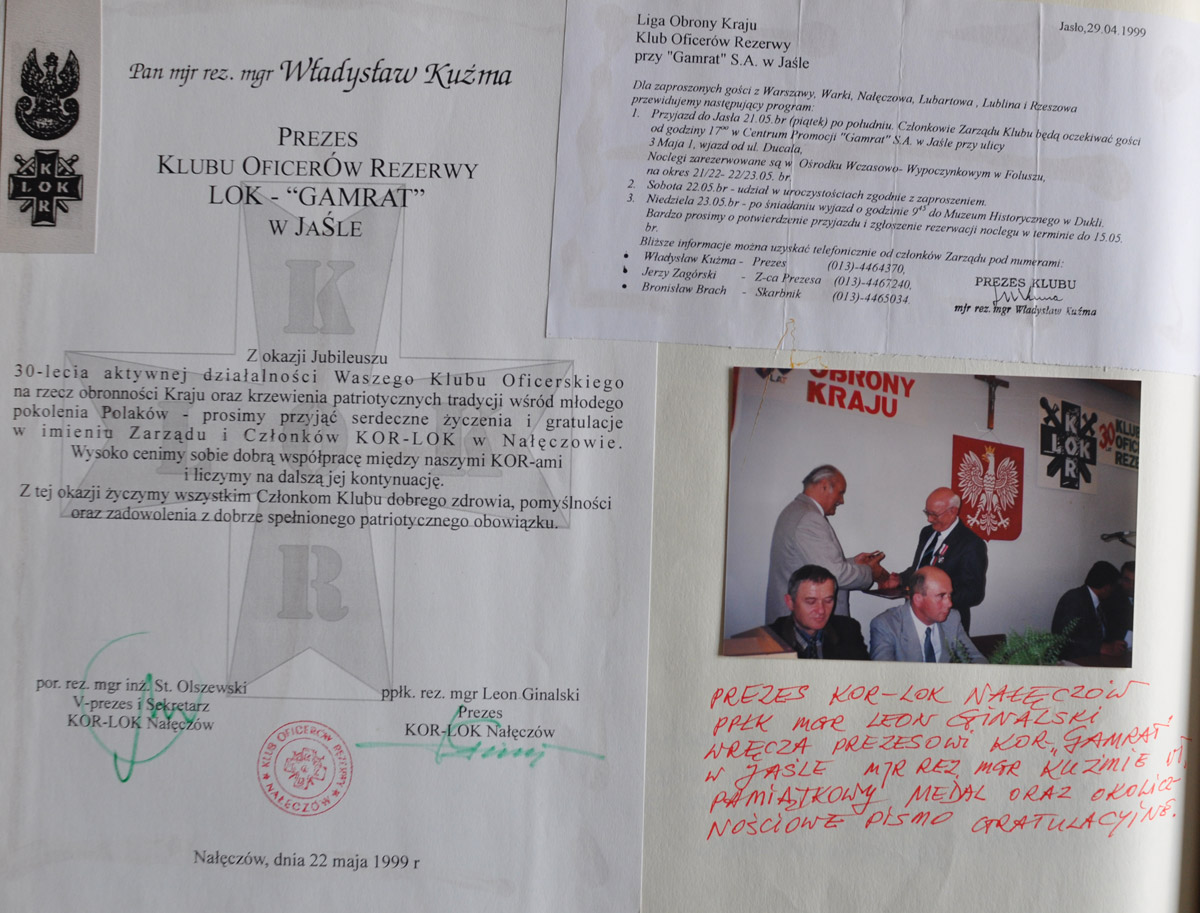 K
LOK
R
Pan mjr rez. mgr Władysław Kuźma
PREZES
KLUBU OFICERÓW REZERWY
LOK - “GAMRAT”
W JAŚLE
K
R
Z okazji Jubileuszu
30-lecia aktywnej działalności Waszego Klubu Oficerskiego
na rzecz obronności Kraju oraz krzewienia patriotycznych tradycji wśród młodego
pokolenia Polaków - prosimy przyjąć serdeczne życzenia i gratulacje
w imieniu Zarządu i Członków KOR-LOK w Nałęczowie.
Wysoko cenimy sobie dobrą współpracę między naszymi KOR-ami
i liczymy na dalszą jej kontynuację.
Z tej okazji życzymy wszystkim Członkom Klubu dobrego zdrowia, pomyślności
oraz zadowolenia z dobrze spełnionego patriotycznego obowiązku.
por. rez. mgr inż. St. Olszewski
V-prezes i Sekretarz
KOR-LOK Nałęczów
ppłk. rez. mgr Leon Ginalski
Prezes
KOR-LOK Nałęczów
KLUB OFICERÓW REZERWY
NAŁĘCZÓW
Nałęczów, dnia 22 maja 1999 r
Liga Obrony Kraju
Klub Oficerów Rezerwy
przy "Gamrat" S.A. w Jaśle
Jasło,29.04.1999
Dla zaproszonych gości z Warszawy, Warki, Nałęczowa, Lubartowa , Lublina i Rzeszowa
przewidujemy następujący program:
1. Przyjazd do Jasła 21.05.br (piątek) po południu. Członkowie Zarządu Klubu będą oczekiwać gości
od godziny 17⁰⁰ w Centrum Promocji "Gamrat" S.A. w Jaśle przy ulicy
3 Maja 1, wjazd od ul. Ducala,
Noclegi zarezerwowane są w Ośrodku Wczasowo- Wypoczynkowym w Foluszu,
na okres 21/22- 22/23.05. br.
2. Sobota 22.05.br - udział w uroczystościach zgodnie z zaproszeniem.
3. Niedziela 23.05.br - po śniadaniu wyjazd o godzinie 9⁴⁵ do Muzeum Historycznego w Dukli.
Bardzo prosimy o potwierdzenie przyjazdu i zgłoszenie rezerwacji noclegu w terminie do 15.05.
br.
Bliższe informacje można uzyskać telefonicznie od członków Zarządu pod numerami:
• Władysław Kuźma - Prezes (013)-4464370,
• Jerzy Zagórski - Z-ca Prezesa (013)-4467240,
• Bronisław Brach - Skarbnik (013)-4465034.
PREZES KLUBU
mjr rez. mgr Władysław Kuźma
OBRONY
KRAJU
K
LOK
R
30
KLUB
OFICE
REZE
PREZES KOR-LOK NAŁĘCZÓW
PPŁK MGR LEON GINALSKI
WRĘCZA PREZESOWI KOR-„GAMRAT"
W JAŚLE MJR REZ. MGR KUŹMIE WŁ.
PAMIĄTKOWY MEDAL ORAZ OKOLICZ-
NOŚCIOWE PISMO GRATULACYJNE.